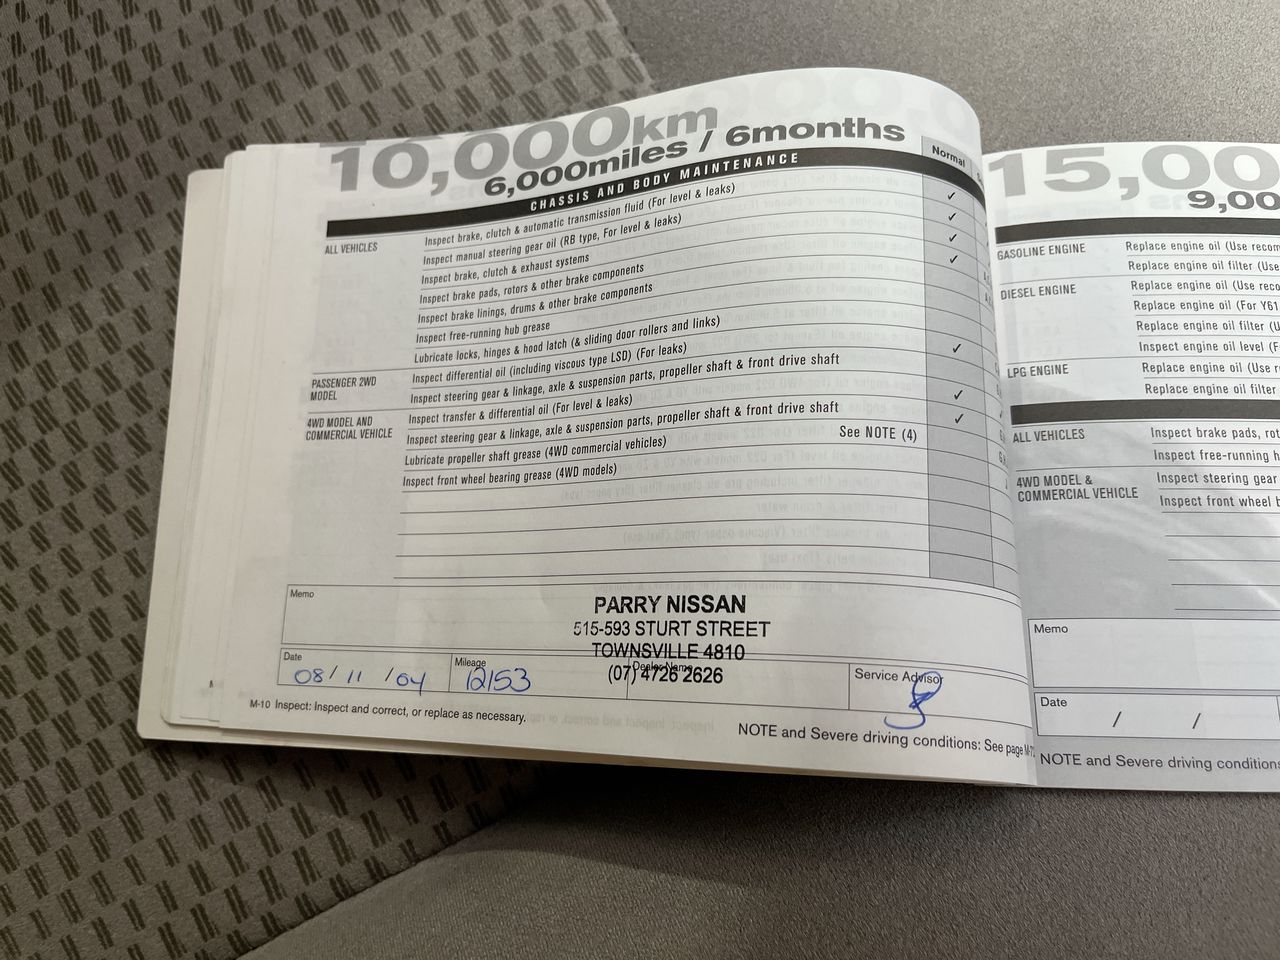 10,000km
6,000miles / 6months
CHASSIS AND BODY MAINTENANCE
Normal
ALL VEHICLES
Inspect brake, clutch & automatic transmission fluid (For level & leaks) ✓
Inspect manual steering gear oil (RB type, For level & leaks) ✓
Inspect brake, clutch & exhaust systems ✓
Inspect brake pads, rotors & other brake components ✓
Inspect brake linings, drums & other brake components
Inspect free-running hub grease
Lubricate locks, hinges & hood latch (& sliding door rollers and links)
PASSENGER 2WD MODEL
Inspect differential oil (including viscous type LSD) (For leaks) ✓
Inspect steering gear & linkage, axle & suspension parts, propeller shaft & front drive shaft
4WD MODEL AND COMMERCIAL VEHICLE
Inspect transfer & differential oil (For level & leaks) ✓
Inspect steering gear & linkage, axle & suspension parts, propeller shaft & front drive shaft ✓
Lubricate propeller shaft grease (4WD commercial vehicles) See NOTE (4)
Inspect front wheel bearing grease (4WD models)
Memo
PARRY NISSAN
515-593 STURT STREET
TOWNSVILLE 4810
(07) 4726 2626
Date
08/11/04
Mileage
12153
Dealer Name
Service Advisor
M-10 Inspect: Inspect and correct, or replace as necessary.
NOTE and Severe driving conditions: See page
15,00
9,00
GASOLINE ENGINE
Replace engine oil (Use recom
Replace engine oil filter (Use
DIESEL ENGINE
Replace engine oil (Use reco
Replace engine oil (For Y61
Replace engine oil filter (U
Inspect engine oil level (F
LPG ENGINE
Replace engine oil (Use r
Replace engine oil filter
ALL VEHICLES
Inspect brake pads, rot
Inspect free-running h
4WD MODEL & COMMERCIAL VEHICLE
Inspect steering gear
Inspect front wheel b
Memo
Date
/ /
NOTE and Severe driving conditions